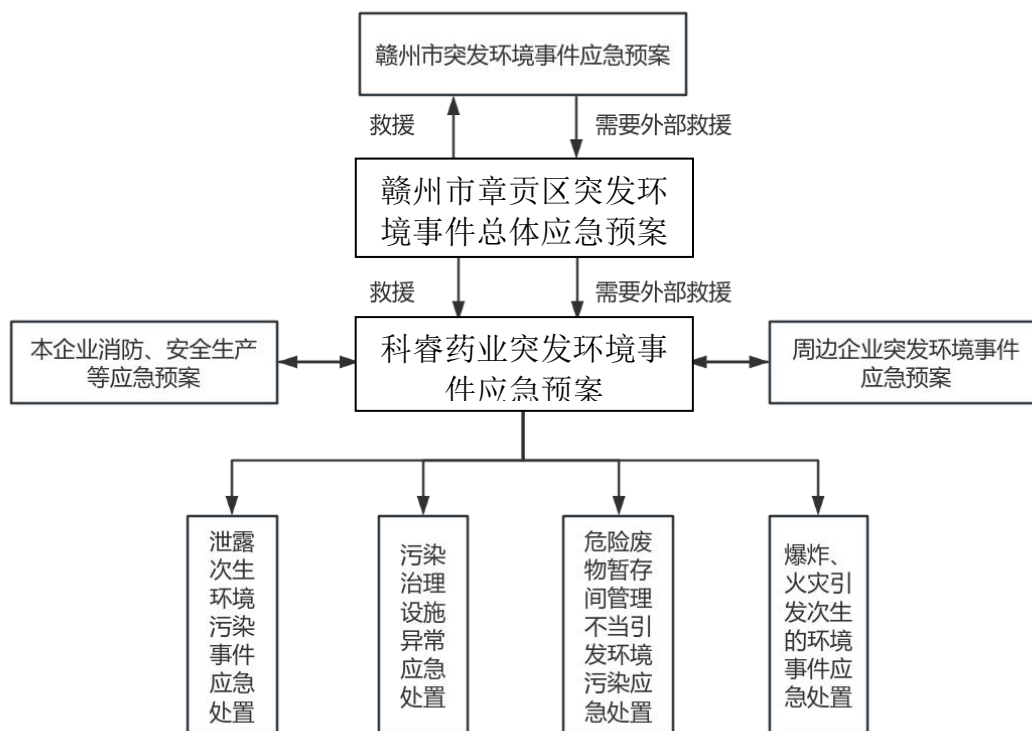 赣州市突发环境事件应急预案
救援
需要外部救援
赣州市章贡区突发环
境事件总体应急预案
救援
需要外部救援
本企业消防、安全生产
等应急预案
科睿药业突发环境事
件应急预案
周边企业突发环境事件
应急预案
泄露
次生
环境
污染
事件
应急
处置
污染
治理
设施
异常
应急
处置
危险废
物暂存
间管理
不当引
发环境
污染应
急处置
爆炸、
火灾引
发次生
的环境
事件应
急处置